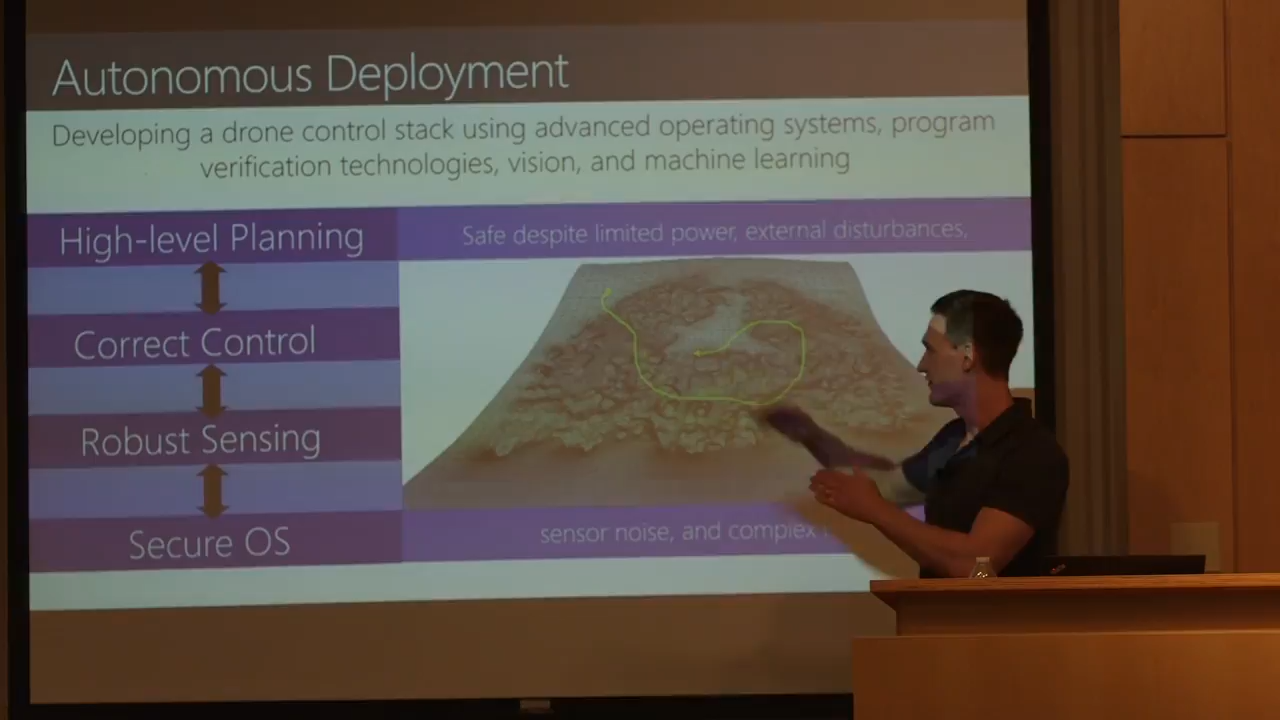 Autonomous Deployment
Developing a drone control stack using advanced operating systems, program
verification technologies, vision, and machine learning
High-level Planning
Safe despite limited power, external disturbances,
Correct Control
Robust Sensing
Secure OS
sensor noise, and complex